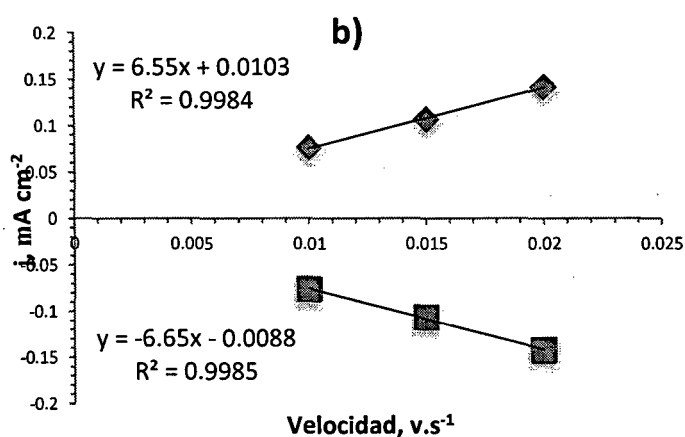 b)
0.2
y = 6.55x + 0.0103
R² = 0.9984
0.15
0.1
0.05
0
0 0.005 0.01 0.015 0.02 0.025
-0.05
-0.1
-0.15
-0.2
i, mA cm⁻²
y = -6.65x - 0.0088
R² = 0.9985
Velocidad, v.s⁻¹